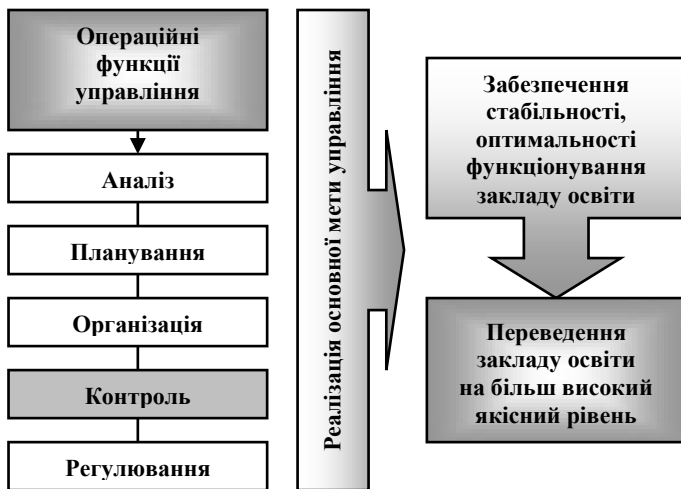 Операційні
функції
управління
Аналіз
Планування
Організація
Контроль
Регулювання
Реалізація основної мети управління
Забезпечення
стабільності,
оптимальності
функціонування
закладу освіти
Переведення
закладу освіти
на більш високий
якісний рівень